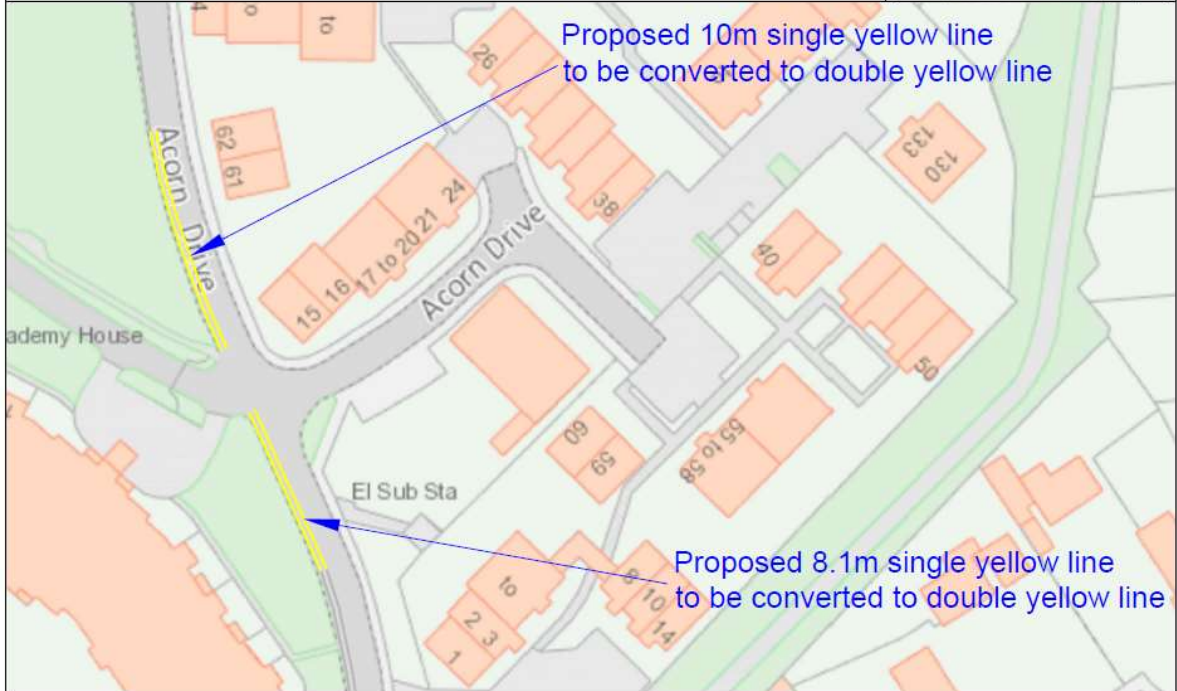 Proposed 10m single yellow line
to be converted to double yellow line
4
to
to
26
62
61
Acorn Drive
133
130
38
24
21
17 to 20
16
15
Acorn Drive
40
ademy House
50
60
59
55 to 58
El Sub Sta
Proposed 8.1m single yellow line
to be converted to double yellow line
to
8
10
14
2
3
1